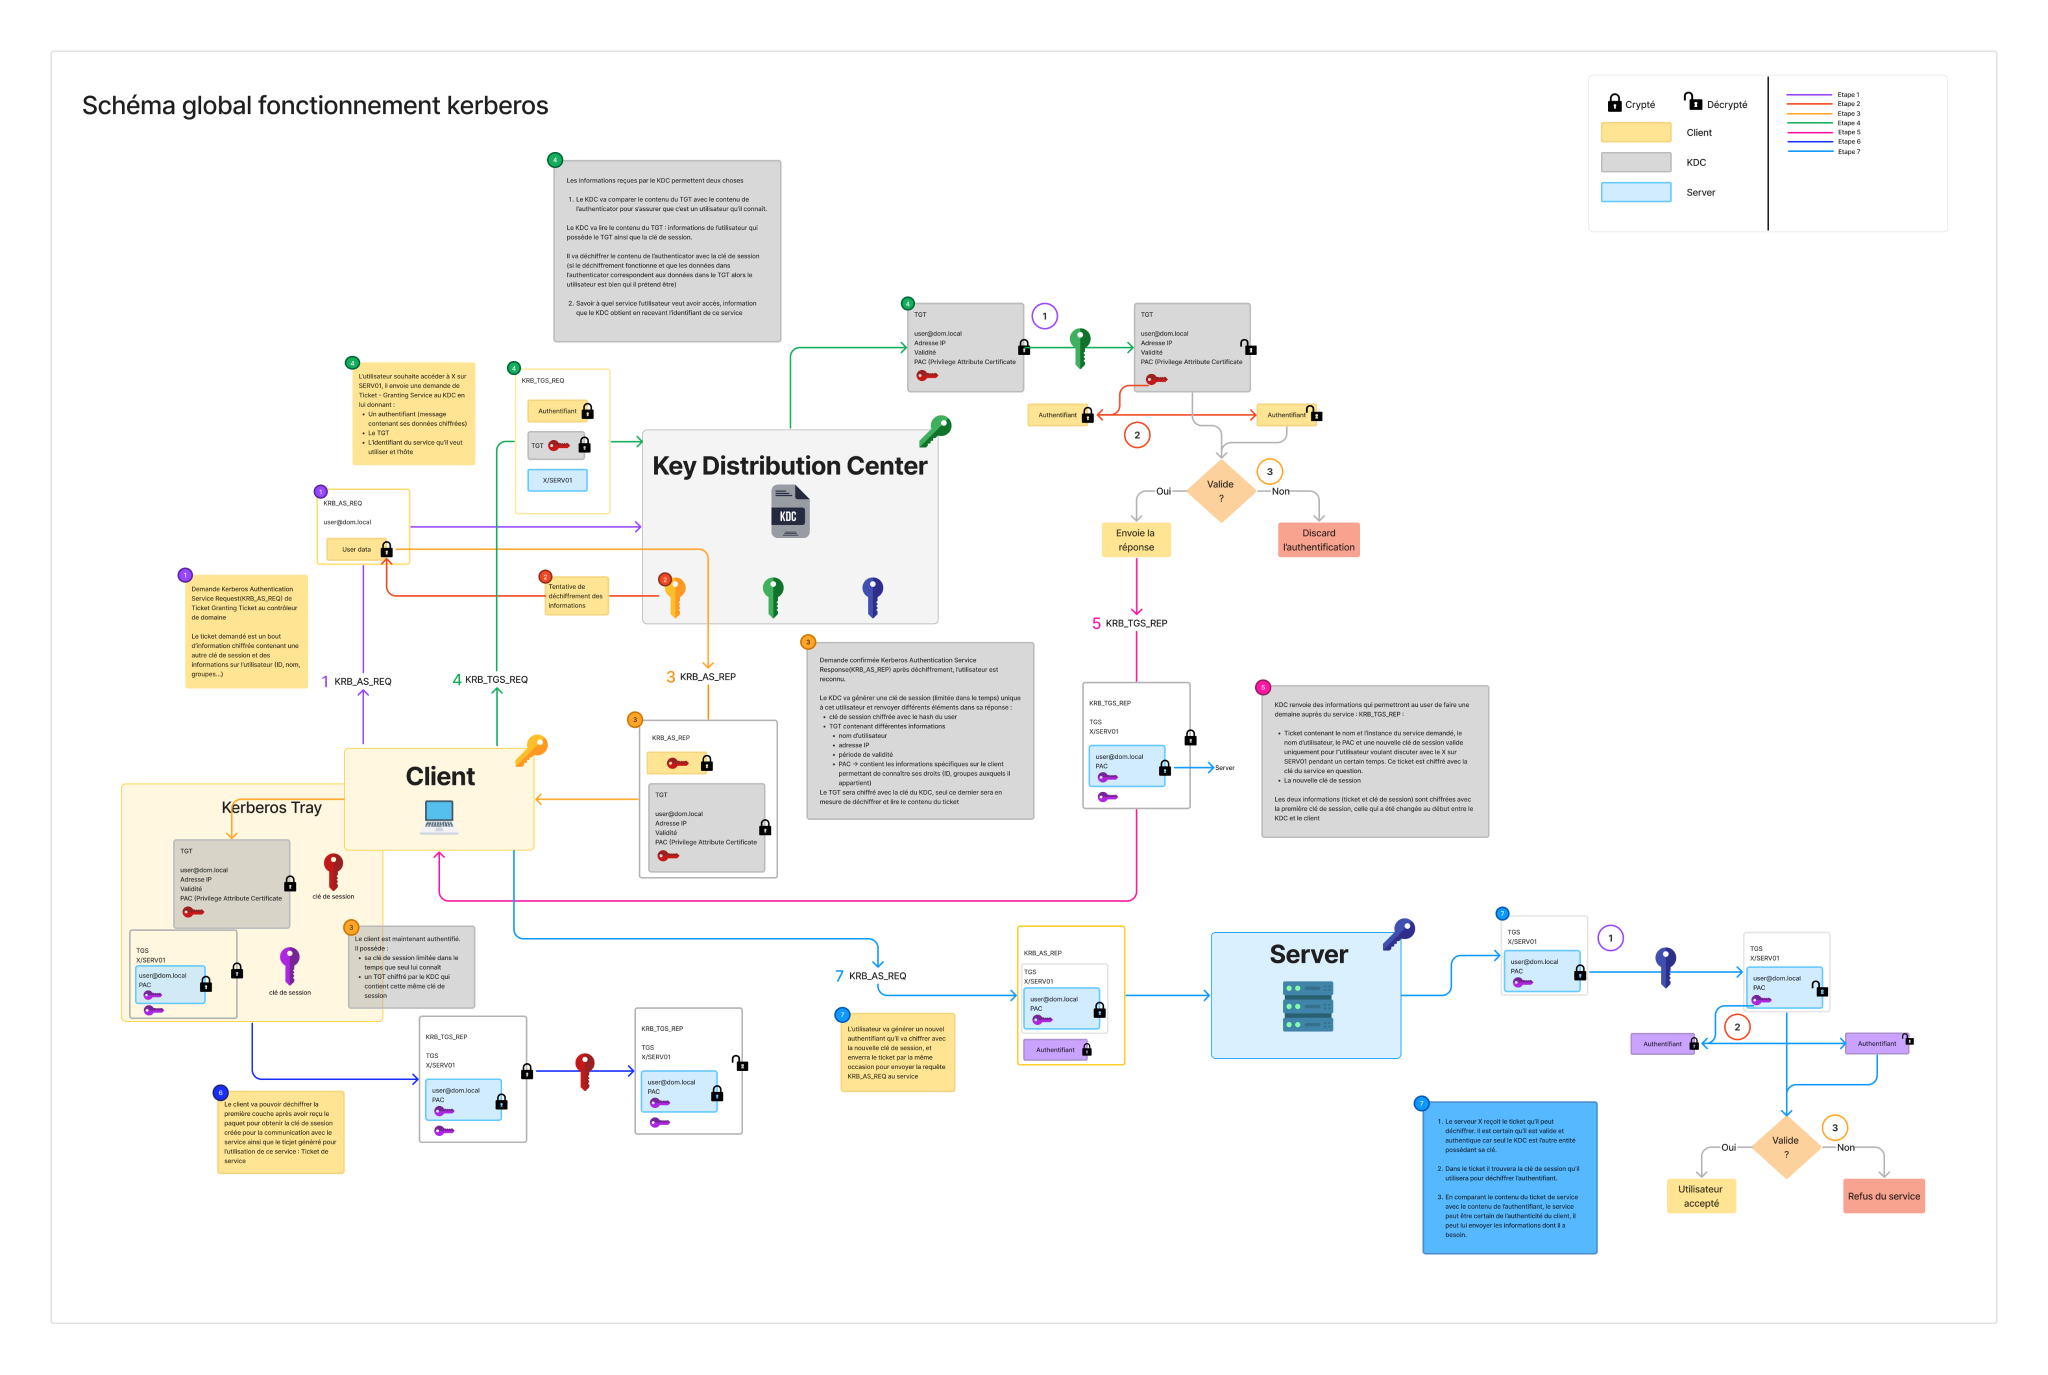 Schéma global fonctionnement kerberos
Crypté
Décrypté
Client
KDC
Server
Etape 1
Etape 2
Etape 3
Etape 4
Etape 5
Etape 6
Etape 7
4
Les informations reçues par le KDC permettent deux choses
1. Le KDC va comparer le contenu du TGT avec le contenu de
l'authenticator pour s'assurer que c'est un utilisateur qu'il connaît.
Le KDC va lire le contenu du TGT : informations de l'utilisateur qui
possède le TGT ainsi que la clé de session.
Il va déchiffrer le contenu de l'authenticator avec la clé de session
(si le déchiffrement fonctionne et que les données dans
l'authenticator correspondent aux données dans le TGT alors le
utilisateur est bien qui il prétend être)
2. Savoir à quel service l'utilisateur veut avoir accès, information
que le KDC obtient en recevant l'identifiant de ce service
4
L'utilisateur souhaite accéder à X sur
SERV01, il envoie une demande de
Ticket - Granting Service au KDC en
lui donnant :
• Un authentifiant (message
contenant ses données chiffrées)
• Le TGT
• L'identifiant du service qu'il veut
utiliser et l'hôte
4
KRB_TGS_REQ
Authentifiant
TGT
X/SERV01
1
KRB_AS_REQ
user@dom.local
User data
1
Demande Kerberos Authentication
Service Request(KRB_AS_REQ) de
Ticket Granting Ticket au contrôleur
de domaine
Le ticket demandé est un bout
d'information chiffrée contenant une
autre clé de session et des
informations sur l'utilisateur (ID, nom,
groupes...)
Key Distribution Center
KDC
2
2
Tentative de
déchiffrement des
informations
4
TGT
user@dom.local
Adresse IP
Validité
PAC (Privilege Attribute Certificate
1
TGT
user@dom.local
Adresse IP
Validité
PAC (Privilege Attribute Certificate
Authentifiant
2
Authentifiant
Valide
?
3
Oui
Non
Envoie la
réponse
Discard
l'authentification
5 KRB_TGS_REP
1 KRB_AS_REQ
4 KRB_TGS_REQ
3 KRB_AS_REP
3
Demande confirmée Kerberos Authentication Service
Response(KRB_AS_REP) après déchiffrement, l'utilisateur est
reconnu.
Le KDC va générer une clé de session (limitée dans le temps) unique
à cet utilisateur et renvoyer différents éléments dans sa réponse :
• clé de session chiffrée avec le hash du user
• TGT contenant différentes informations
• nom d'utilisateur
• adresse IP
• période de validité
• PAC → contient les informations spécifiques sur le client
permettant de connaître ses droits (ID, groupes auxquels il
appartient)
Le TGT sera chiffré avec la clé du KDC, seul ce dernier sera en
mesure de déchiffrer et lire le contenu du ticket
3
KRB_AS_REP
TGT
user@dom.local
Adresse IP
Validité
PAC (Privilege Attribute Certificate
KRB_TGS_REP
TGS
X/SERV01
user@dom.local
PAC
Server
5
KDC renvoie des informations qui permettront au user de faire une
demaine auprès du service : KRB_TGS_REP :
• Ticket contenant le nom et l'instance du service demandé, le
nom d'utilisateur, le PAC et une nouvelle clé de session valide
uniquement pour l''utilisateur voulant discuter avec le X sur
SERV01 pendant un certain temps. Ce ticket est chiffré avec la
clé du service en question.
• La nouvelle clé de session
Les deux informations (ticket et clé de session) sont chiffrées avec
la première clé de session, celle qui a été changée au début entre le
KDC et le client
Client
Kerberos Tray
TGT
user@dom.local
Adresse IP
Validité
PAC (Privilege Attribute Certificate
clé de session
TGS
X/SERV01
user@dom.local
PAC
clé de session
3
Le client est maintenant authentifié.
Il possède :
• sa clé de session limitée dans le
temps que seul lui connaît
• un TGT chiffré par le KDC qui
contient cette même clé de
session
6
Le client va pouvoir déchiffrer la
première couche après avoir reçu le
paquet pour obtenir la clé de ssesion
créée pour la communication avec le
service ainsi que le ticjet générré pour
l'utilisation de ce service : Ticket de
service
KRB_TGS_REP
TGS
X/SERV01
user@dom.local
PAC
KRB_TGS_REP
TGS
X/SERV01
user@dom.local
PAC
7 KRB_AS_REQ
7
L'utilisateur va générer un nouvel
authentifiant qu'il va chiffrer avec
la nouvelle clé de session, et
enverra le ticket par la même
occasion pour envoyer la requête
KRB_AS_REQ au service
KRB_AS_REP
TGS
X/SERV01
user@dom.local
PAC
Authentifiant
Server
7
TGS
X/SERV01
user@dom.local
PAC
1
TGS
X/SERV01
user@dom.local
PAC
Authentifiant
2
Authentifiant
7
1. Le serveur X reçoit le ticket qu'il peut
déchiffrer. Il est certain qu'il est valide et
authentique car seul le KDC est l'autre entité
possédant sa clé.
2. Dans le ticket il trouvera la clé de session qu'il
utilisera pour déchiffrer l'authentifiant.
3. En comparant le contenu du ticket de service
avec le contenu de l'authentifiant, le service
peut être certain de l'authenticité du client, il
peut lui envoyer les informations dont il a
besoin.
Valide
?
3
Oui
Non
Utilisateur
accepté
Refus du service